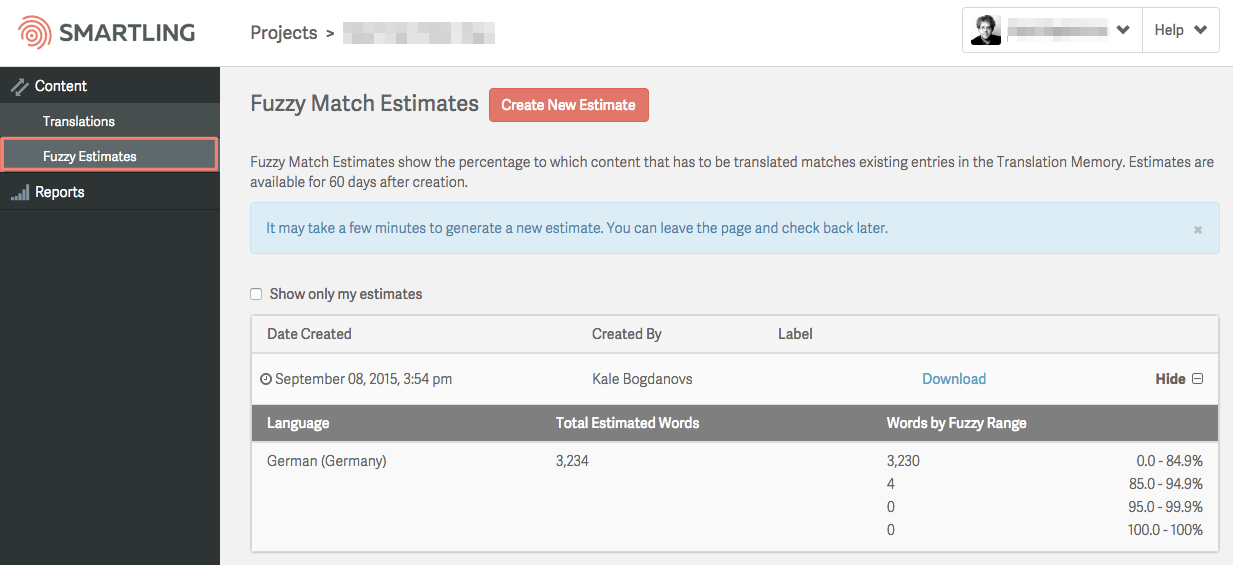 SMARTLING
Projects >
Help
Content
Translations
Fuzzy Estimates
Reports
Fuzzy Match Estimates
Create New Estimate
Fuzzy Match Estimates show the percentage to which content that has to be translated matches existing entries in the Translation Memory. Estimates are
available for 60 days after creation.
It may take a few minutes to generate a new estimate. You can leave the page and check back later.
×
Show only my estimates
Date Created Created By Label
September 08, 2015, 3:54 pm Kale Bogdanovs Download Hide
Language Total Estimated Words Words by Fuzzy Range
German (Germany) 3,234 3,230 0.0 - 84.9%
4 85.0 - 94.9%
0 95.0 - 99.9%
0 100.0 - 100%